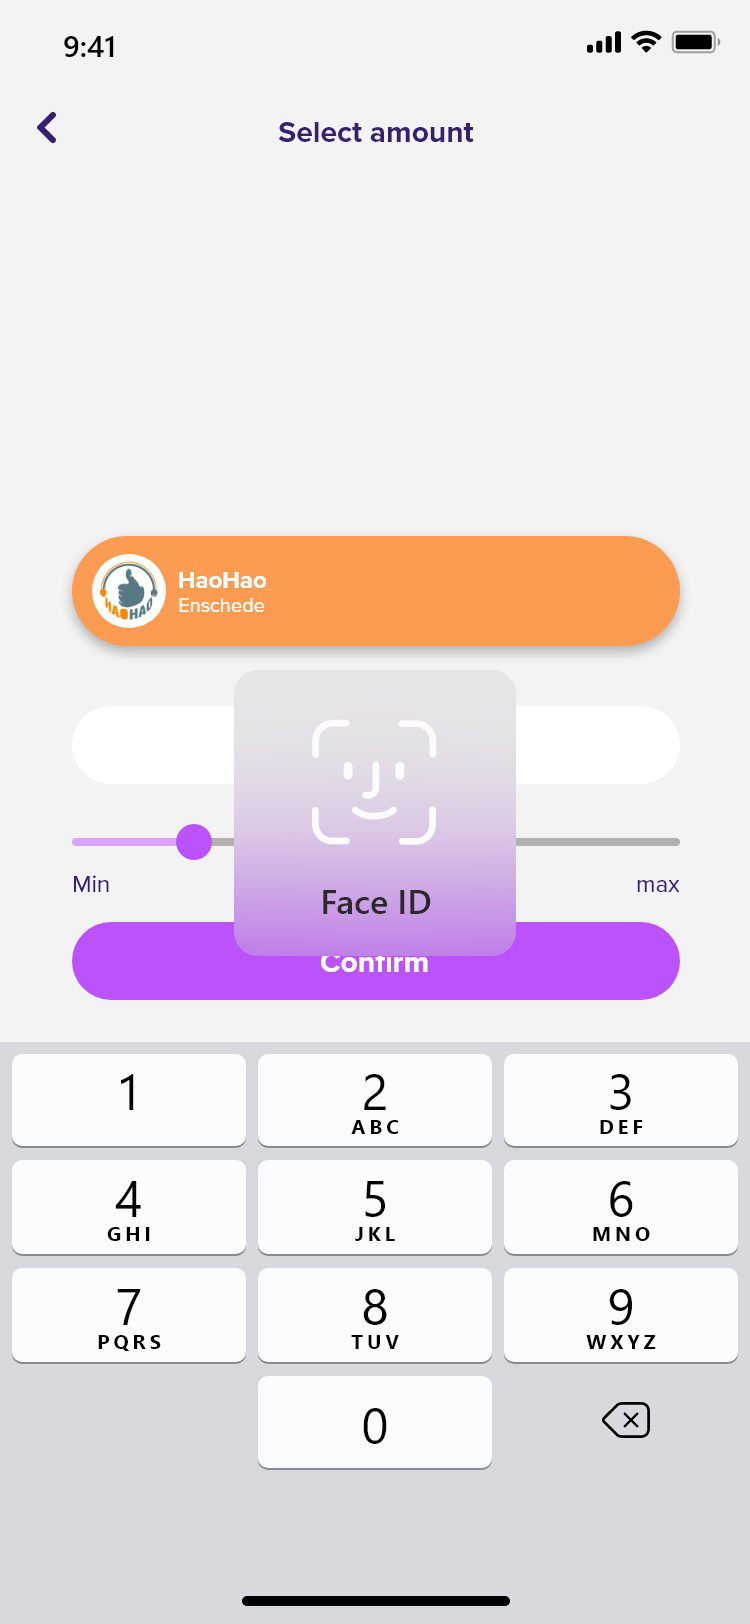 9:41
Select amount
HAOHAO
HaoHao
Enschede
Min
max
Face ID
Confirm
1
2
ABC
3
DEF
4
GHI
5
JKL
6
MNO
7
PQRS
8
TUV
9
WXYZ
0